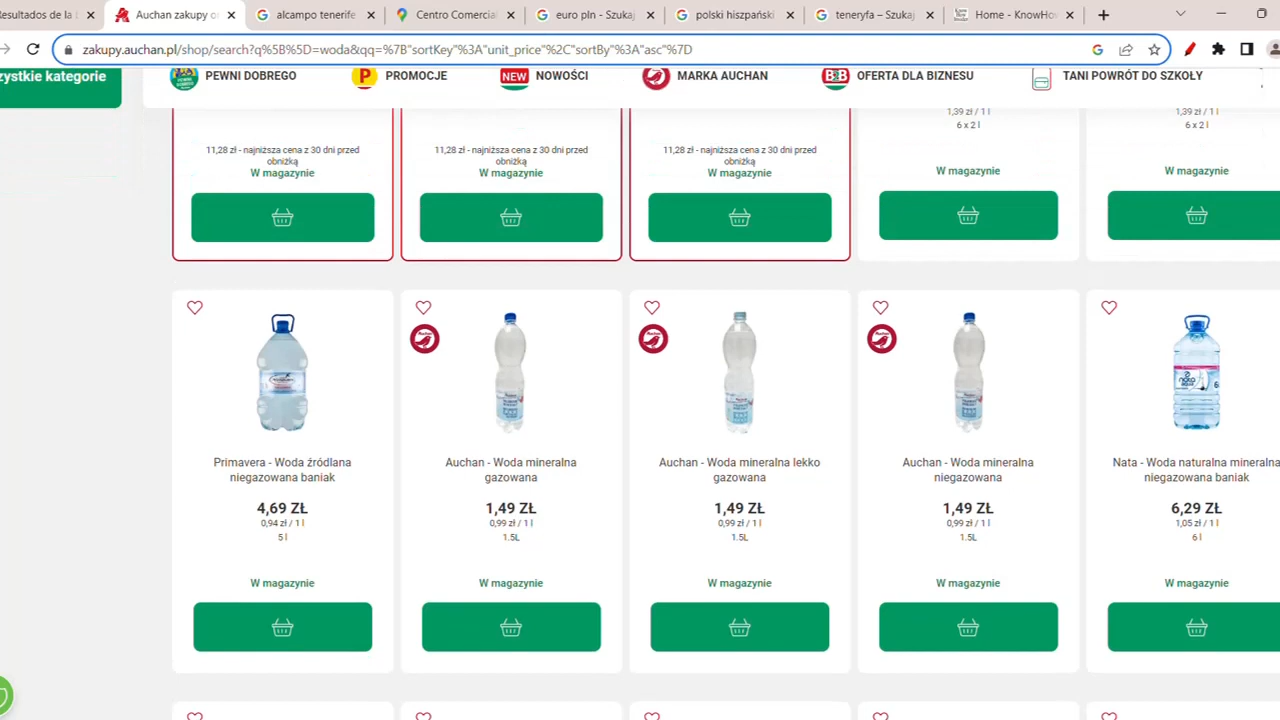 Resultados de la b
Auchan zakupy on
alcampo tenerife
Centro Comercial
euro pln - Szukaj
polski hiszpański
teneryfa – Szukaj
Home - KnowHow
zakupy.auchan.pl/shop/search?q%5B%5D=woda&qq=%7B"sortKey"%3A"unit_price"%2C"sortBy"%3A"asc"%7D
zystkie kategorie
PEWNI DOBREGO
PROMOCJE
NEW
NOWOŚCI
MARKA AUCHAN
B2B
OFERTA DLA BIZNESU
TANI POWRÓT DO SZKOŁY
1,39 zł / 1 l
1,39 zł / 1 l
6 x 2 l
6 x 2 l
11,28 zł - najniższa cena z 30 dni przed
obniżką
W magazynie
11,28 zł - najniższa cena z 30 dni przed
obniżką
W magazynie
11,28 zł - najniższa cena z 30 dni przed
obniżką
W magazynie
W magazynie
W magazynie
Primavera - Woda źródlana
niegazowana baniak
4,69 ZŁ
0,94 zł / 1 l
5 l
W magazynie
Auchan
Auchan - Woda mineralna
gazowana
1,49 ZŁ
0,99 zł / 1 l
1.5L
W magazynie
Auchan
Auchan - Woda mineralna lekko
gazowana
1,49 ZŁ
0,99 zł / 1 l
1.5L
W magazynie
Auchan
Auchan - Woda mineralna
niegazowana
1,49 ZŁ
0,99 zł / 1 l
1.5L
W magazynie
Nata - Woda naturalna mineralna
niegazowana baniak
6,29 ZŁ
1,05 zł / 1 l
6 l
W magazynie